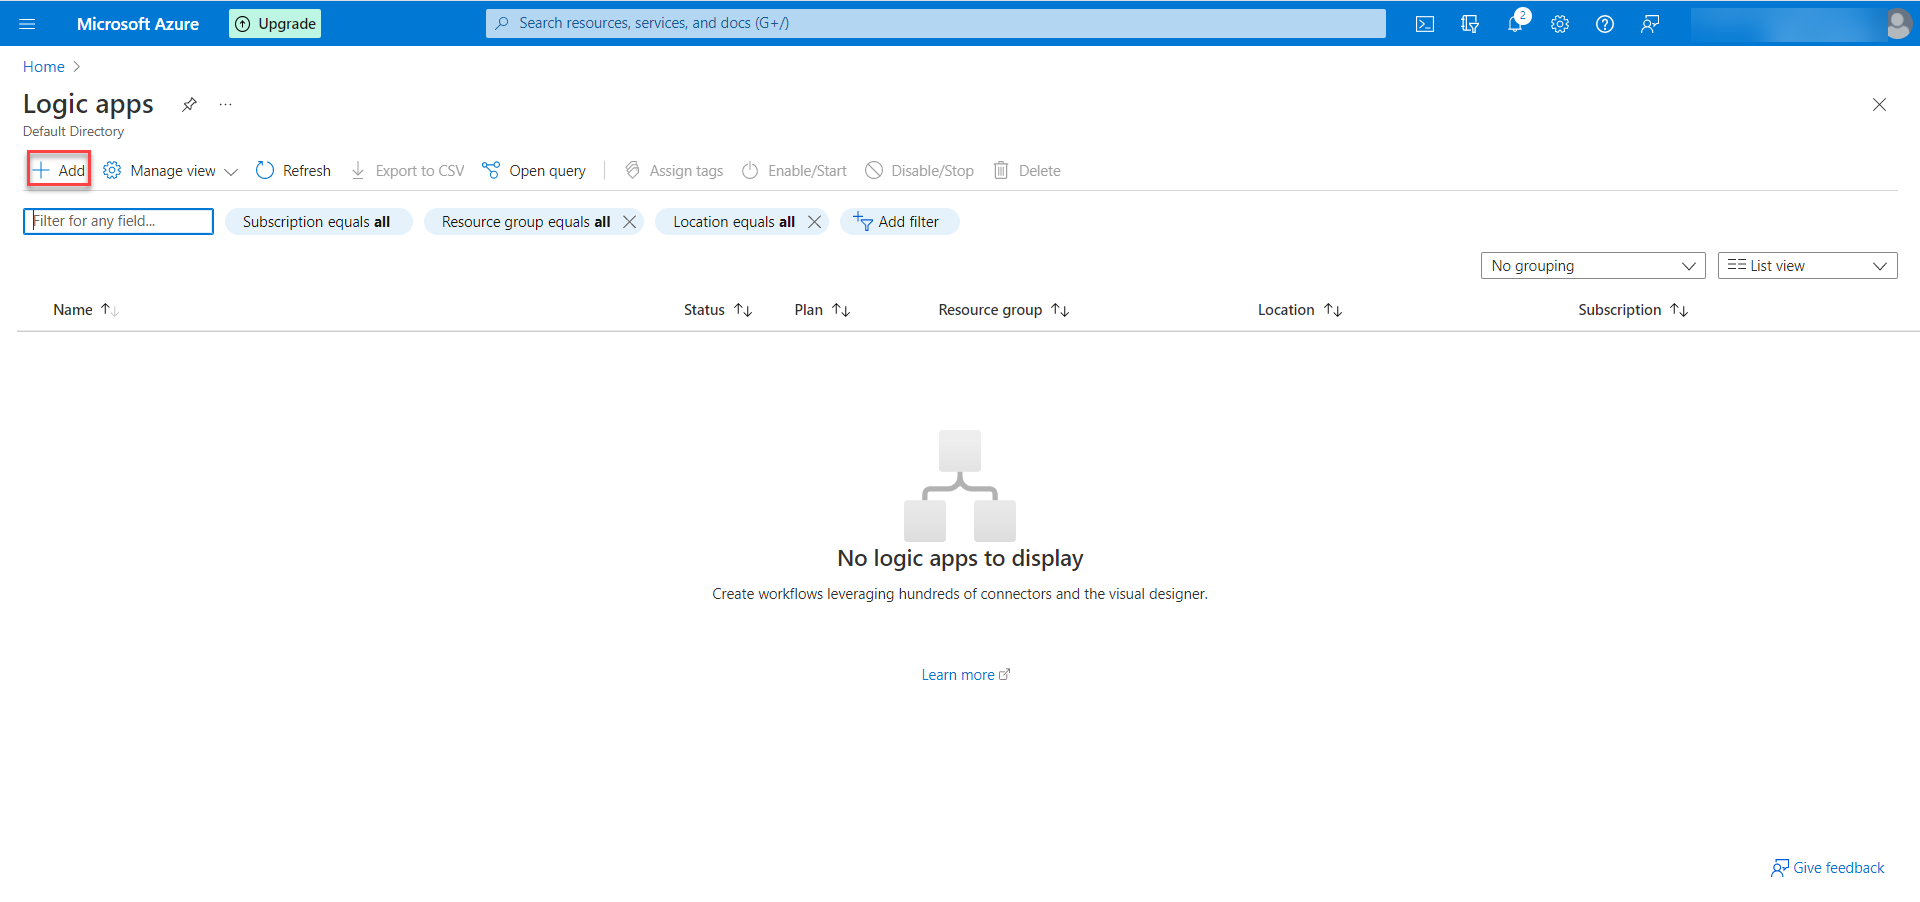 Microsoft Azure Upgrade Search resources, services, and docs (G+/) 2
Home
Logic apps ...
Default Directory
Add Manage view Refresh Export to CSV Open query Assign tags Enable/Start Disable/Stop Delete
Filter for any field... Subscription equals all Resource group equals all Location equals all Add filter
No grouping List view
Name Status Plan Resource group Location Subscription
No logic apps to display
Create workflows leveraging hundreds of connectors and the visual designer.
Learn more
Give feedback